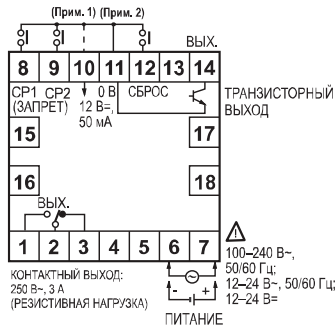 (Прим. 1) (Прим. 2)
ВЫХ.
8 9 10 11 12 13 14
СР1 СР2
(ЗАПРЕТ)
12 В=,
50 мА
0 В
СБРОС
ТРАНЗИСТОРНЫЙ
ВЫХОД
15
17
16
18
ВЫХ.
1 2 3 4 5 6 7
КОНТАКТНЫЙ ВЫХОД:
250 В~, 3 А
(РЕЗИСТИВНАЯ НАГРУЗКА)
- +
ПИТАНИЕ
100–240 В~,
50/60 Гц;
12–24 В~, 50/60 Гц;
12–24 В=